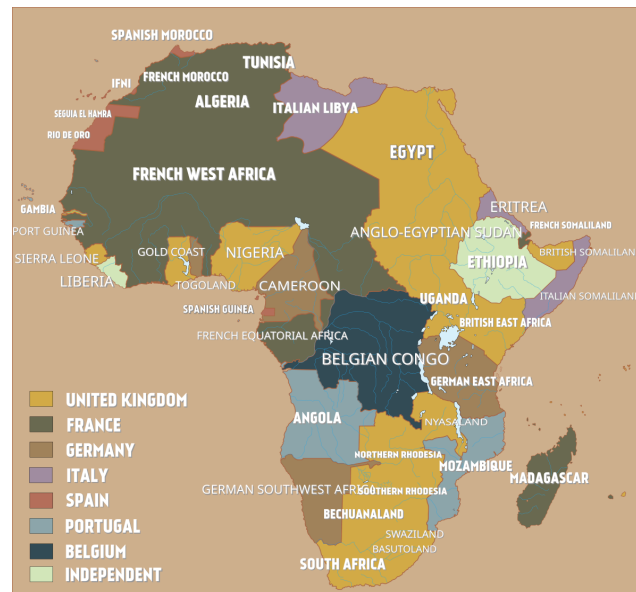 SPANISH MOROCCO
TUNISIA
IFNI
FRENCH MOROCCO
ALGERIA
ITALIAN LIBYA
SEGUIA EL HAMRA
RIO DE ORO
EGYPT
FRENCH WEST AFRICA
GAMBIA
ERITREA
PORT GUINEA
FRENCH SOMALILAND
ANGLO-EGYPTIAN SUDAN
GOLD COAST
NIGERIA
BRITISH SOMALILAND
SIERRA LEONE
ETHIOPIA
LIBERIA
TOGOLAND
CAMEROON
UGANDA
ITALIAN SOMALILAND
SPANISH GUINEA
BRITISH EAST AFRICA
FRENCH EQUATORIAL AFRICA
BELGIAN CONGO
GERMAN EAST AFRICA
ANGOLA
NYASALAND
NORTHERN RHODESIA
MOZAMBIQUE
MADAGASCAR
GERMAN SOUTHWEST AFRICA
SOUTHERN RHODESIA
BECHUANALAND
SWAZILAND
BASUTOLAND
SOUTH AFRICA
UNITED KINGDOM
FRANCE
GERMANY
ITALY
SPAIN
PORTUGAL
BELGIUM
INDEPENDENT